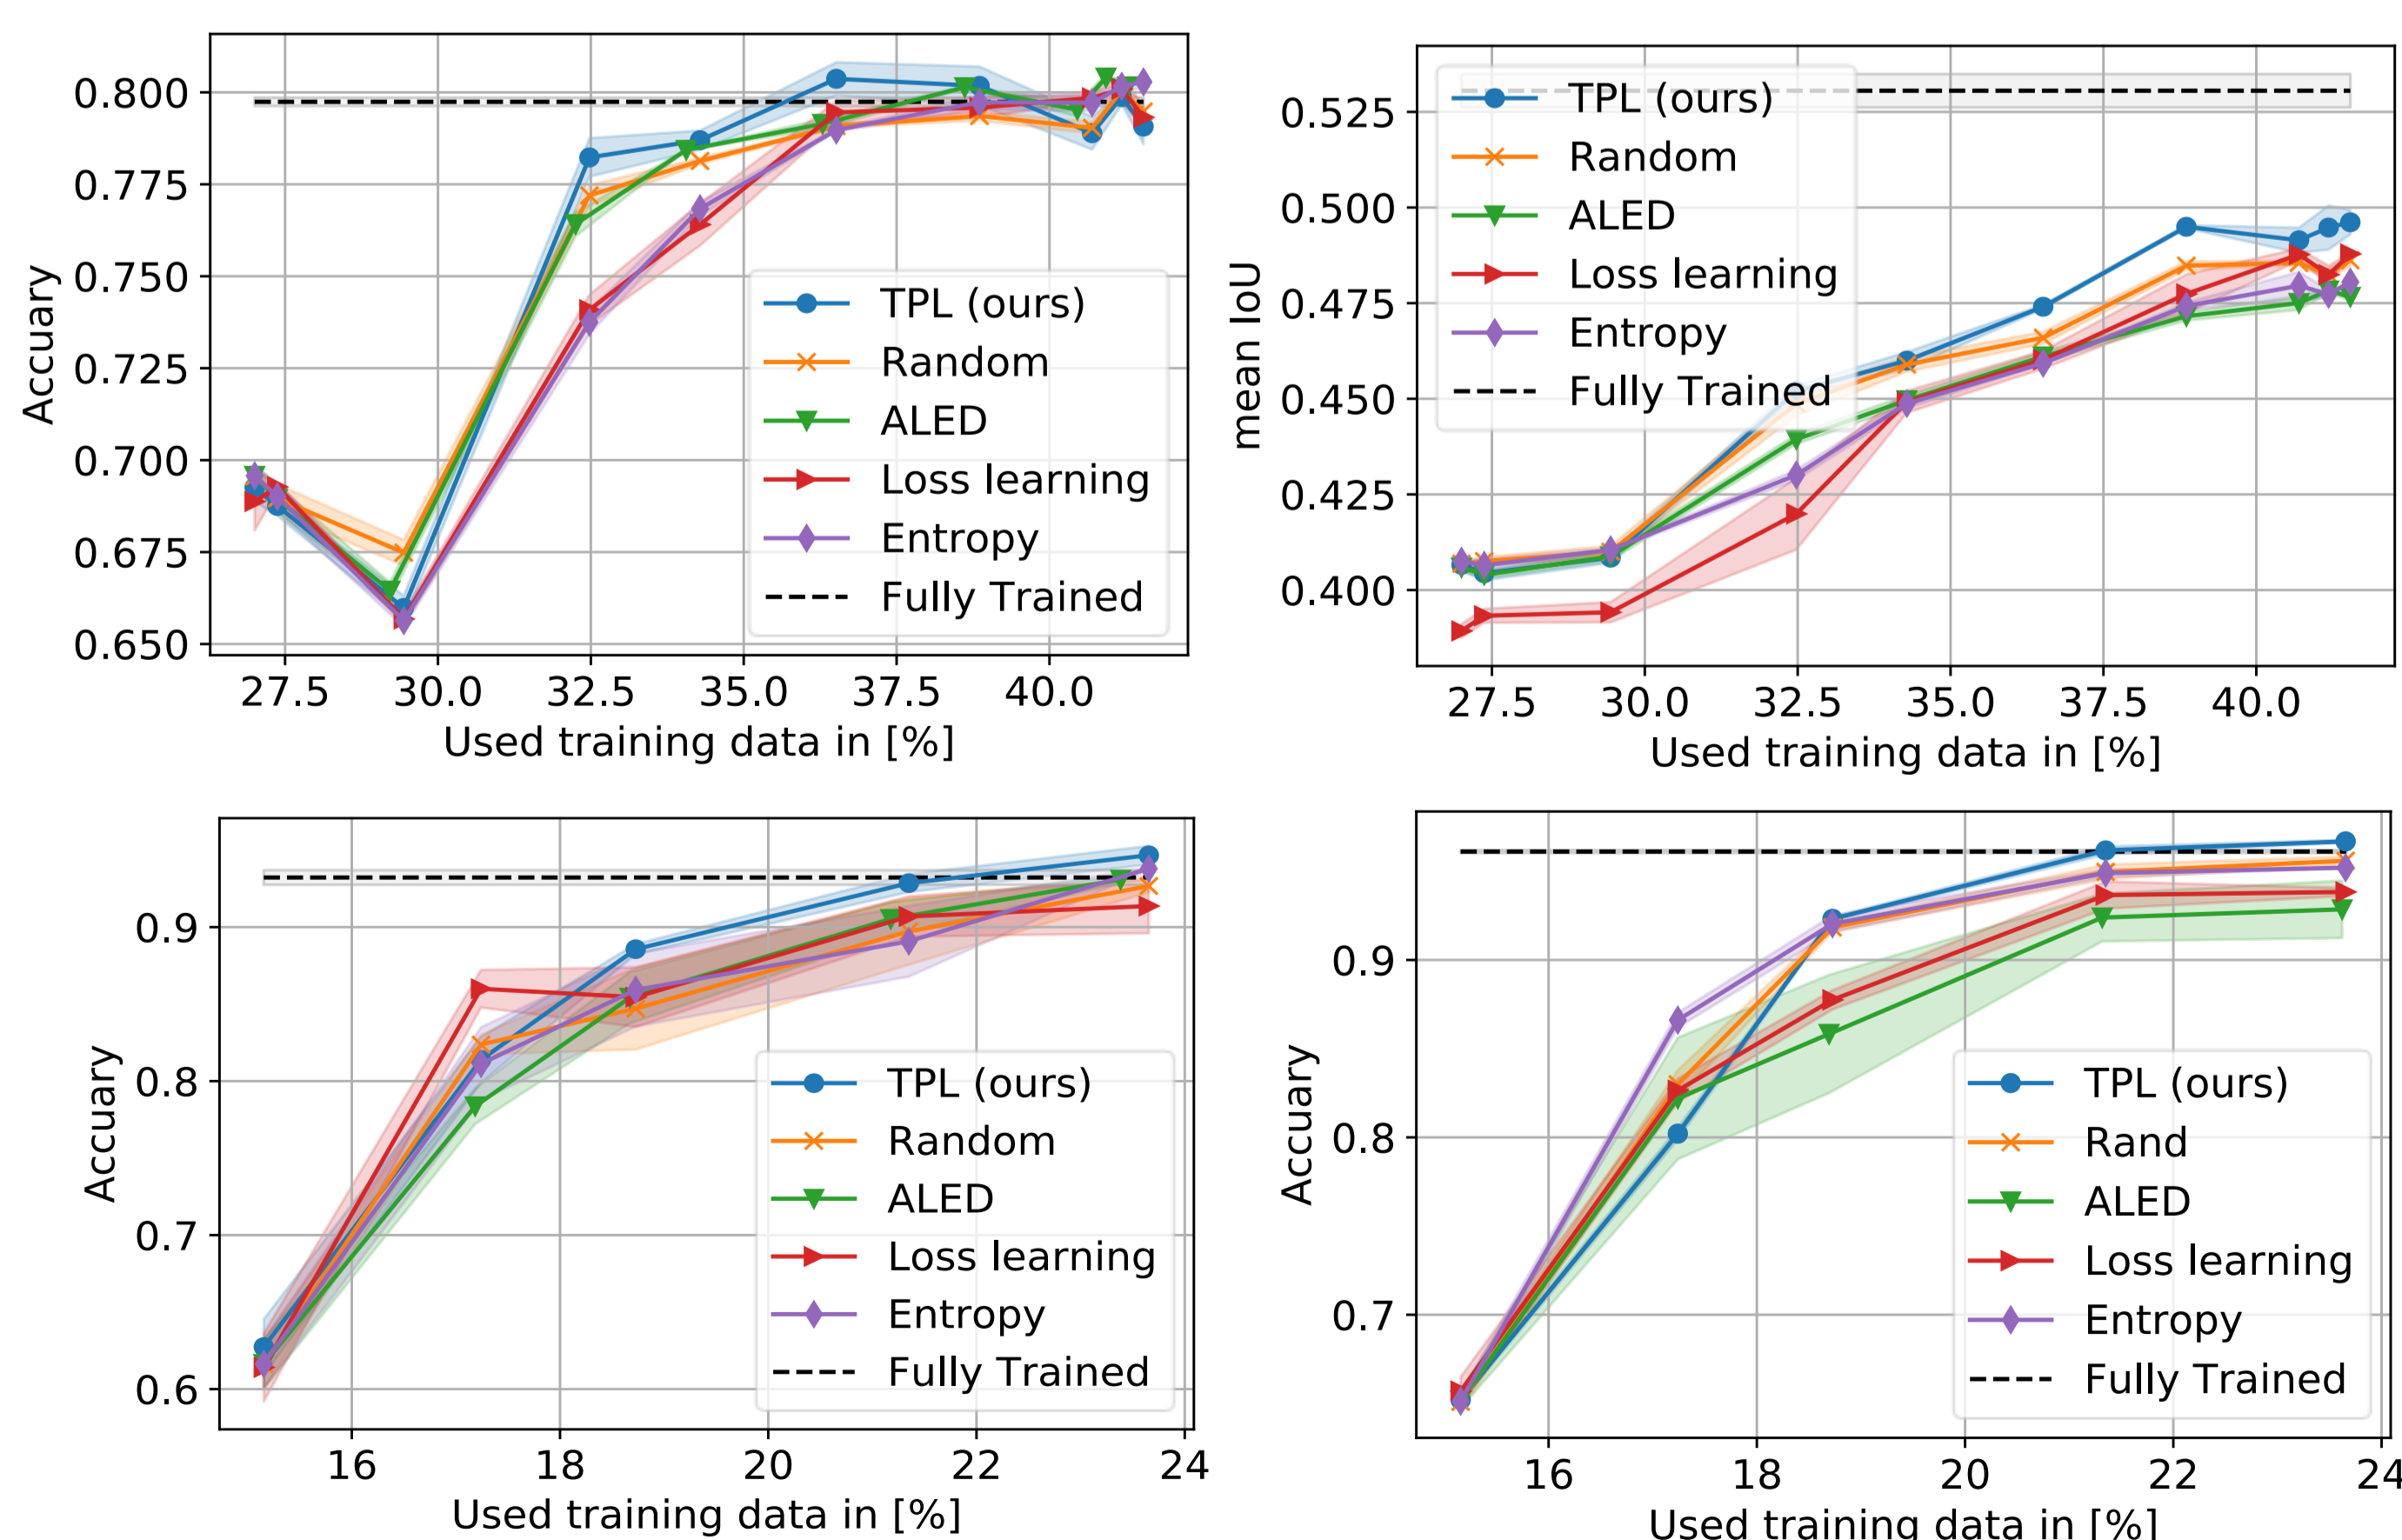 0.800
0.775
0.750
0.725
0.700
0.675
0.650
Accuary
TPL (ours)
Random
ALED
Loss learning
Entropy
Fully Trained
27.5 30.0 32.5 35.0 37.5 40.0
Used training data in [%]
0.525
0.500
0.475
0.450
0.425
0.400
mean IoU
TPL (ours)
Random
ALED
Loss learning
Entropy
Fully Trained
27.5 30.0 32.5 35.0 37.5 40.0
Used training data in [%]
0.9
0.8
0.7
0.6
Accuary
TPL (ours)
Random
ALED
Loss learning
Entropy
Fully Trained
16 18 20 22 24
Used training data in [%]
0.9
0.8
0.7
Accuary
TPL (ours)
Rand
ALED
Loss learning
Entropy
Fully Trained
16 18 20 22 24
Used training data in [%]